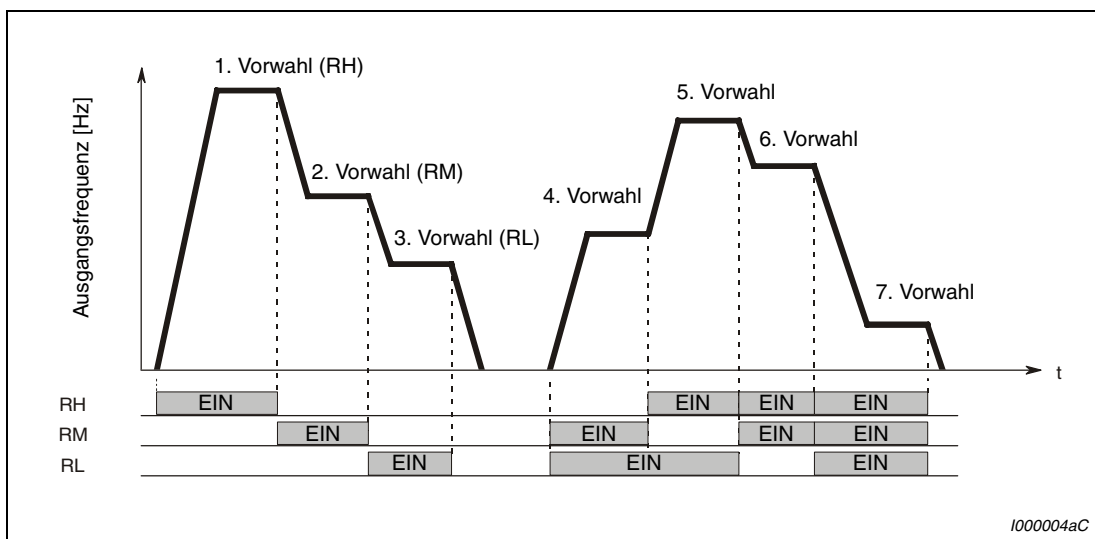 Ausgangsfrequenz [Hz]
1. Vorwahl (RH)
2. Vorwahl (RM)
3. Vorwahl (RL)
4. Vorwahl
5. Vorwahl
6. Vorwahl
7. Vorwahl
t
RH EIN EIN EIN EIN
RM EIN EIN EIN EIN
RL EIN EIN EIN
I000004aC